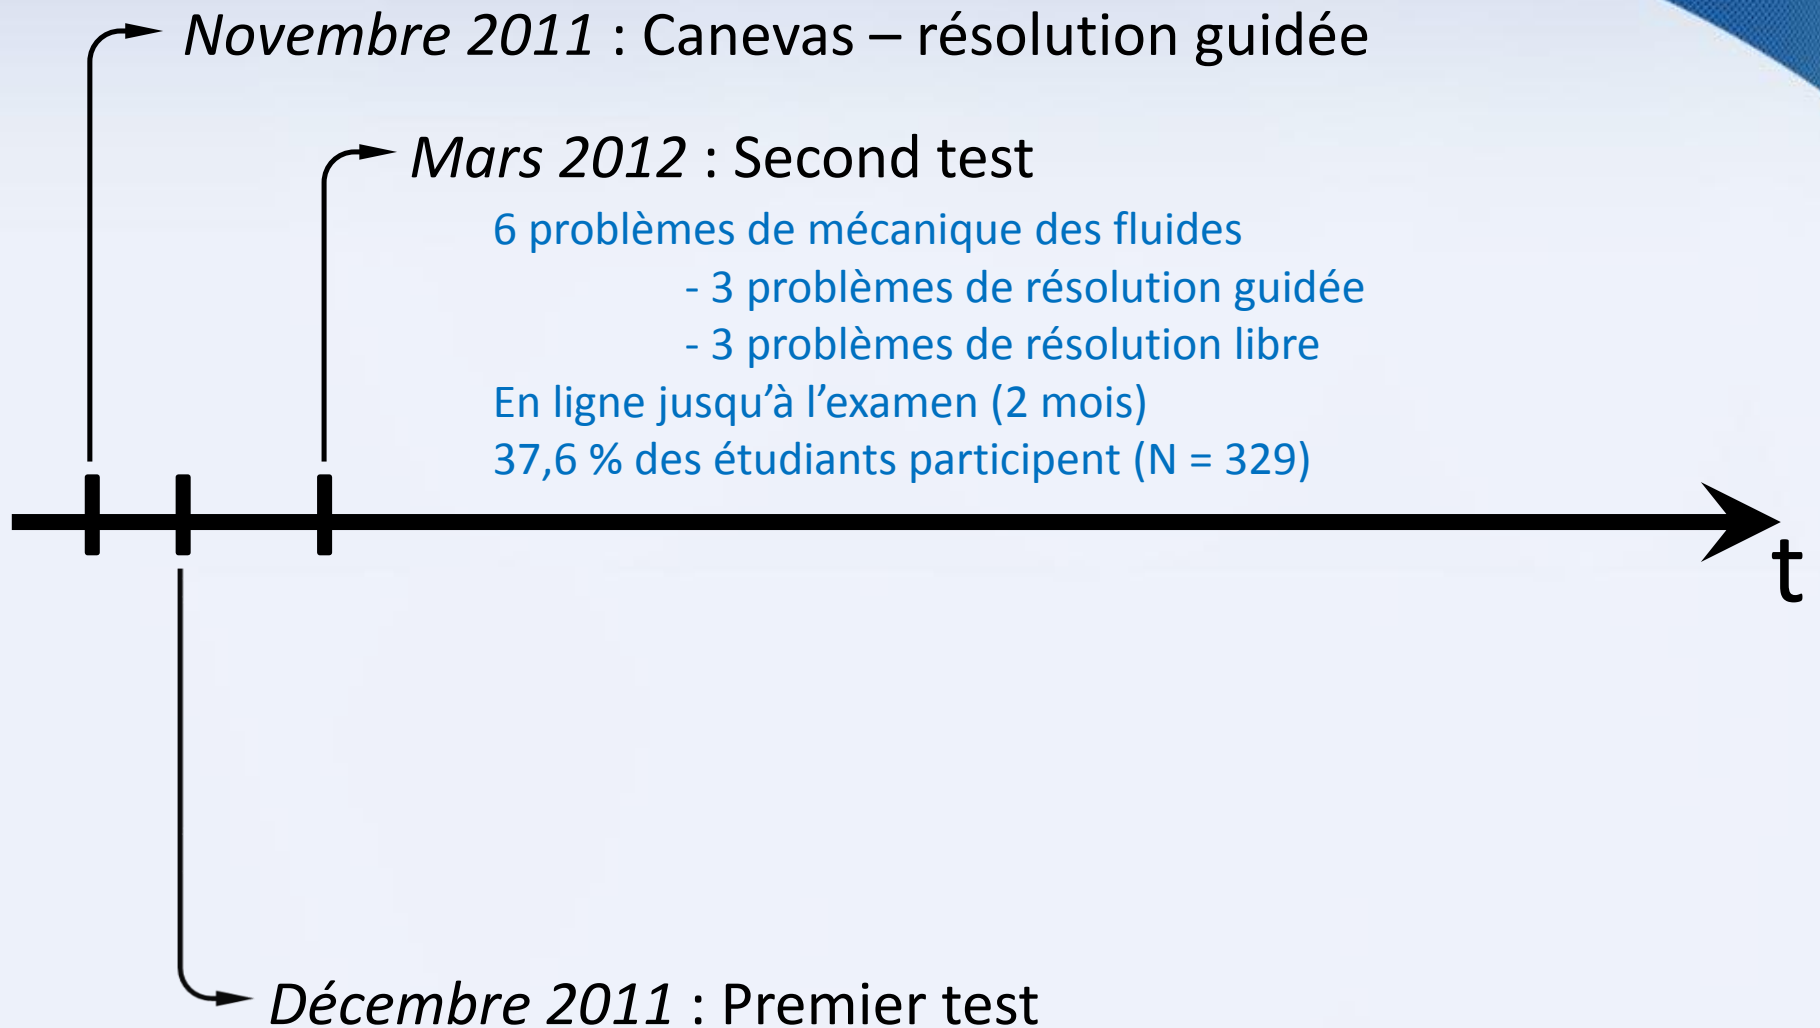 Novembre 2011 : Canevas – résolution guidée
Mars 2012 : Second test
6 problèmes de mécanique des fluides
- 3 problèmes de résolution guidée
- 3 problèmes de résolution libre
En ligne jusqu’à l’examen (2 mois)
37,6 % des étudiants participent (N = 329)
t
Décembre 2011 : Premier test